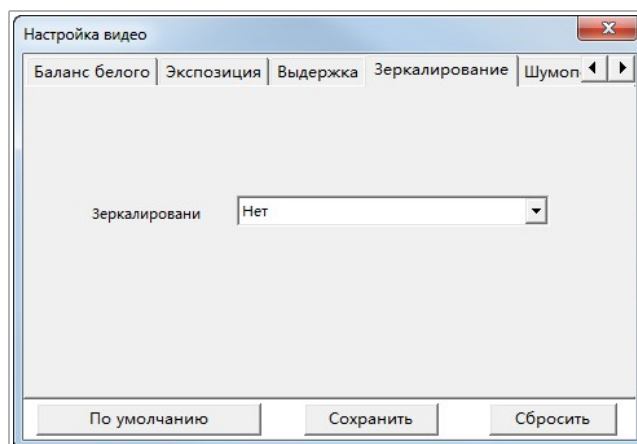 Настройка видео
Баланс белого Экспозиция Выдержка Зеркалирование Шумоп
Зеркалировани Нет
По умолчанию Сохранить Сбросить